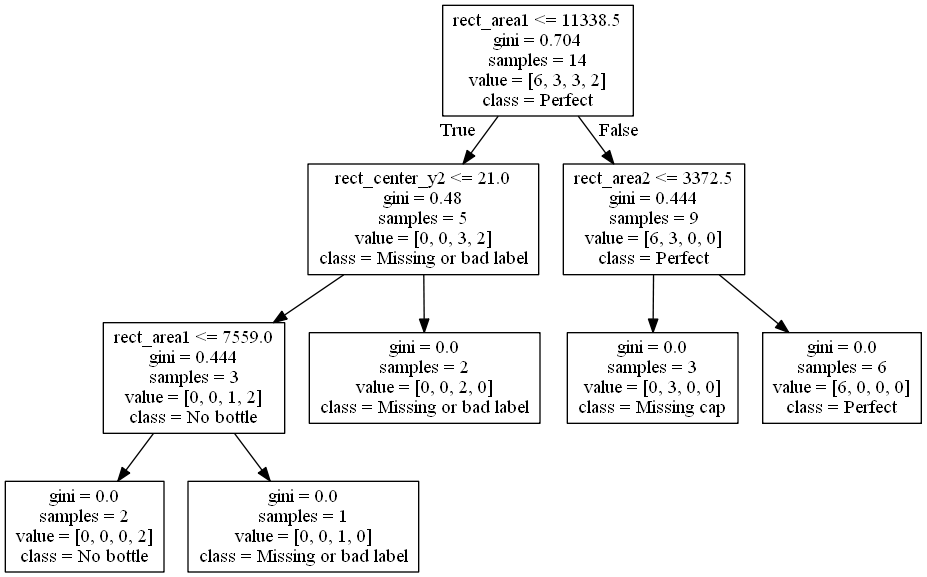 rect_area1 <= 11338.5
gini = 0.704
samples = 14
value = [6, 3, 3, 2]
class = Perfect
True
False
rect_center_y2 <= 21.0
gini = 0.48
samples = 5
value = [0, 0, 3, 2]
class = Missing or bad label
rect_area2 <= 3372.5
gini = 0.444
samples = 9
value = [6, 3, 0, 0]
class = Perfect
rect_area1 <= 7559.0
gini = 0.444
samples = 3
value = [0, 0, 1, 2]
class = No bottle
gini = 0.0
samples = 2
value = [0, 0, 2, 0]
class = Missing or bad label
gini = 0.0
samples = 3
value = [0, 3, 0, 0]
class = Missing cap
gini = 0.0
samples = 6
value = [6, 0, 0, 0]
class = Perfect
gini = 0.0
samples = 2
value = [0, 0, 0, 2]
class = No bottle
gini = 0.0
samples = 1
value = [0, 0, 1, 0]
class = Missing or bad label